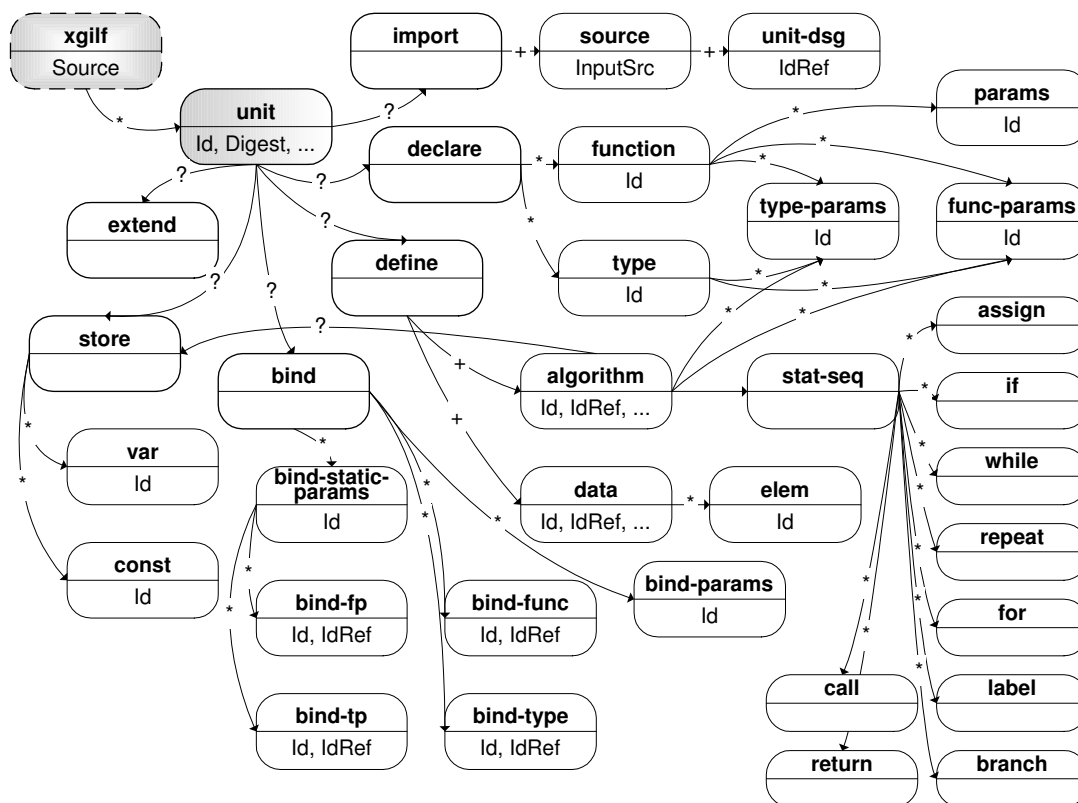 xgilf
Source
import
+
source
InputSrc
+
unit-dsg
IdRef
params
Id
*
unit
Id, Digest, ...
?
?
declare
*
function
Id
*
*
*
type-params
Id
func-params
Id
?
extend
?
define
*
type
Id
*
*
?
?
?
store
bind
*
*
assign
*
+
algorithm
Id, IdRef, ...
stat-seq
*
if
*
var
Id
*
const
Id
*
bind-static-
params
Id
+
data
Id, IdRef, ...
*
elem
Id
*
while
*
repeat
*
*
*
*
*
bind-fp
Id, IdRef
bind-func
Id, IdRef
bind-params
Id
*
for
*
*
*
*
bind-tp
Id, IdRef
bind-type
Id, IdRef
call
label
return
branch